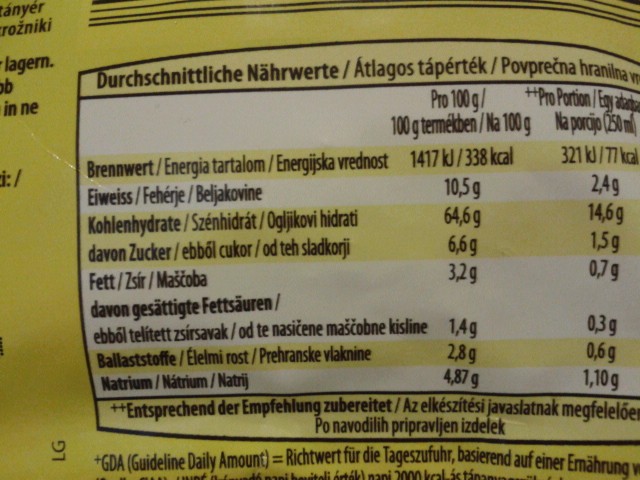 tányér
krožniki
lagern.
in ne
Durchschnittliche Nährwerte / Átlagos tápérték / Povprečna hranilna
Pro 100 g / ++Pro Portion / Egy adagban
100 g termékben / Na 100 g Na porcijo (250 ml)
Brennwert / Energia tartalom / Energijska vrednost 1417 kJ / 338 kcal 321 kJ / 77 kcal
Eiweiss / Fehérje / Beljakovine 10,5 g 2,4 g
Kohlenhydrate / Szénhidrát / Ogljikovi hidrati 64,6 g 14,6 g
davon Zucker / ebből cukor / od teh sladkorji 6,6 g 1,5 g
Fett / Zsír / Maščoba 3,2 g 0,7 g
davon gesättigte Fettsäuren /
ebből telített zsírsavak / od te nasičene maščobne kisline 1,4 g 0,3 g
Ballaststoffe / Élelmi rost / Prehranske vlaknine 2,8 g 0,6 g
Natrium / Nátrium / Natrij 4,87 g 1,10 g
++Entsprechend der Empfehlung zubereitet / Az elkészítési javaslatnak megfelelően
Po navodilih pripravljen izdelek
LG
+GDA (Guideline Daily Amount) = Richtwert für die Tageszufuhr, basierend auf einer Ernährung